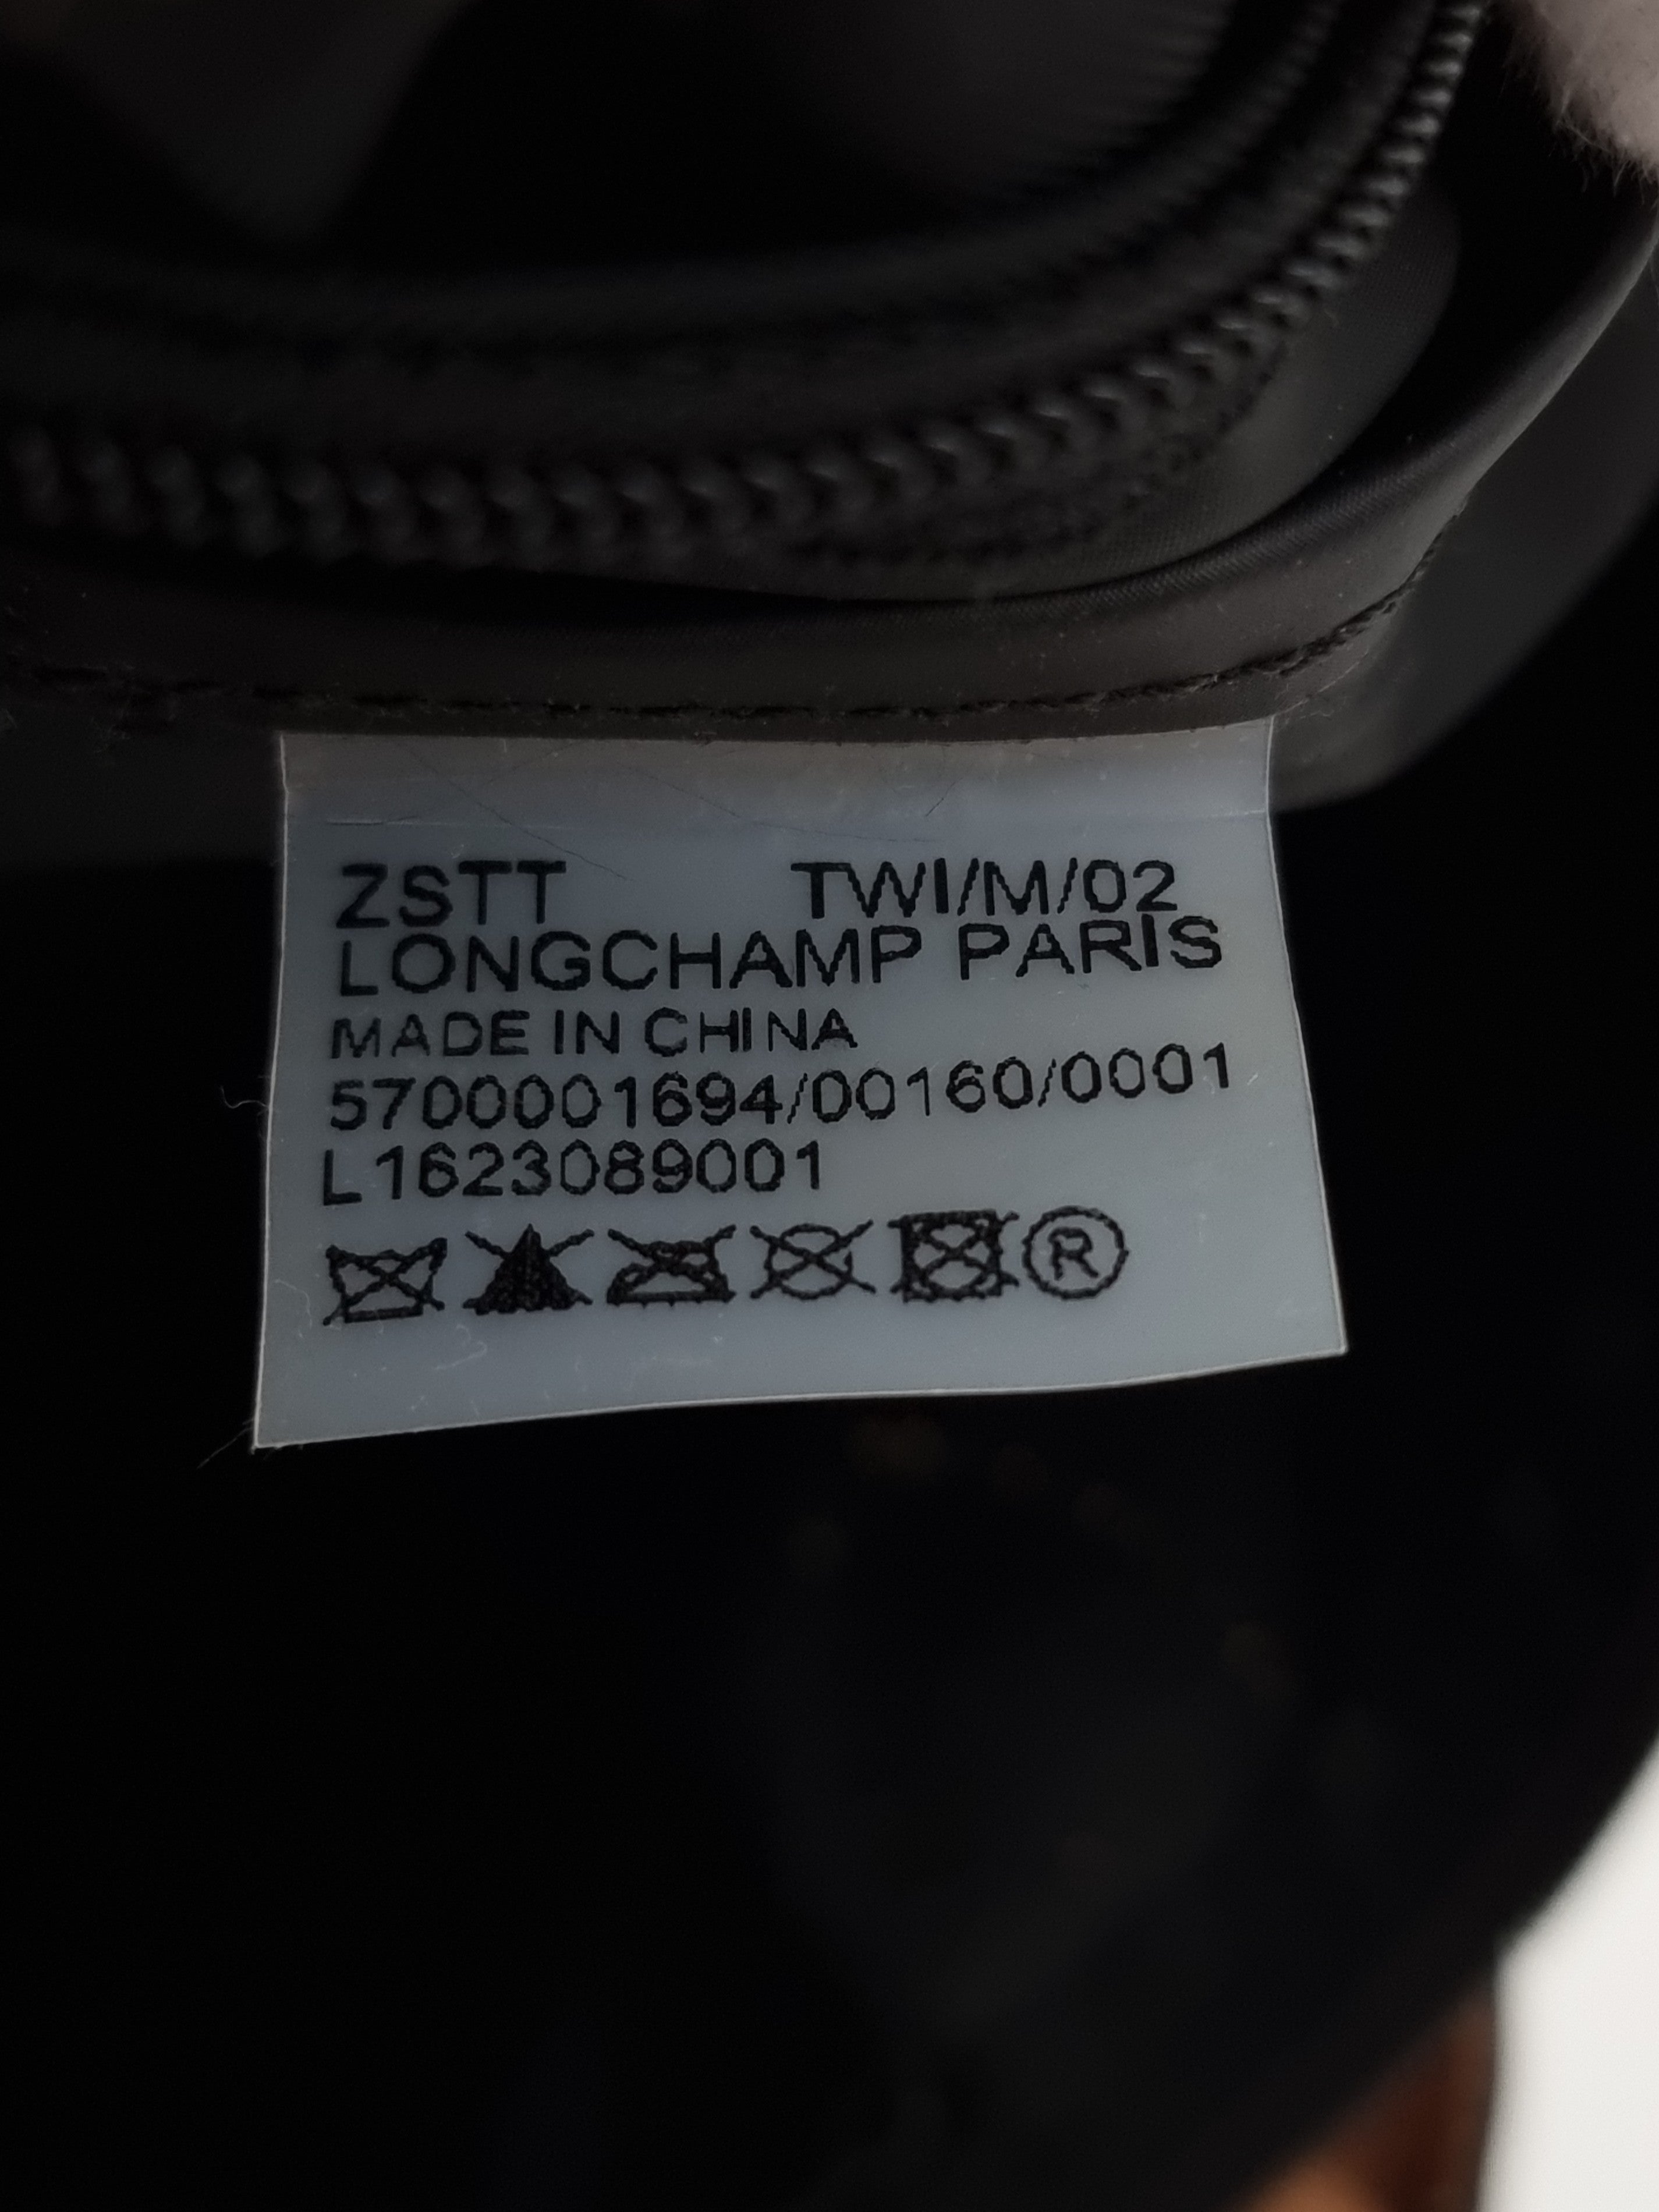 ZSTT TWI/M/02
LONGCHAMP PARIS
MADE IN CHINA
5700001694/00160/0001
L1623089001
®